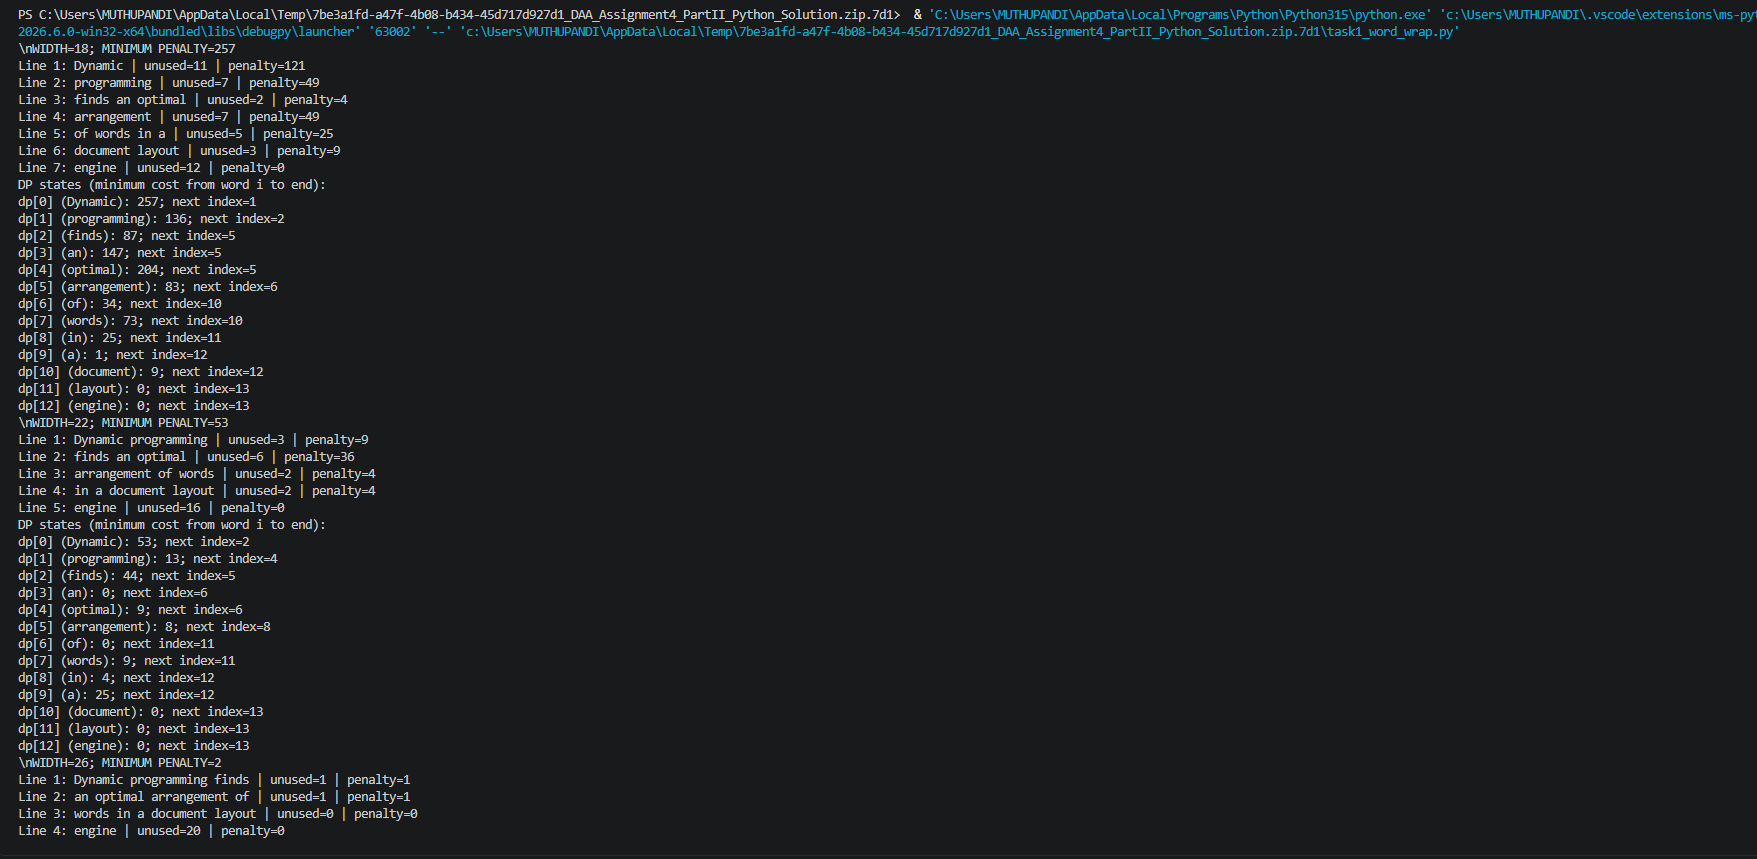 PS C:\Users\MUTHUPANDI\AppData\Local\Temp\7be3a1fd-a47f-4b08-b434-45d717d927d1_DAA_Assignment4_PartII_Python_Solution.zip.7d1>  & 'C:\Users\MUTHUPANDI\AppData\Local\Programs\Python\Python315\python.exe' 'c:\Users\MUTHUPANDI\.vscode\extensions\ms-pyt
2026.6.0-win32-x64\bundled\libs\debugpy\launcher' '63002' '--' 'c:\Users\MUTHUPANDI\AppData\Local\Temp\7be3a1fd-a47f-4b08-b434-45d717d927d1_DAA_Assignment4_PartII_Python_Solution.zip.7d1\task1_word_wrap.py'
\nWIDTH=18; MINIMUM PENALTY=257
Line 1: Dynamic | unused=11 | penalty=121
Line 2: programming | unused=7 | penalty=49
Line 3: finds an optimal | unused=2 | penalty=4
Line 4: arrangement | unused=7 | penalty=49
Line 5: of words in a | unused=5 | penalty=25
Line 6: document layout | unused=3 | penalty=9
Line 7: engine | unused=12 | penalty=0
DP states (minimum cost from word i to end):
dp[0] (Dynamic): 257; next index=1
dp[1] (programming): 136; next index=2
dp[2] (finds): 87; next index=5
dp[3] (an): 147; next index=5
dp[4] (optimal): 204; next index=5
dp[5] (arrangement): 83; next index=6
dp[6] (of): 34; next index=10
dp[7] (words): 73; next index=10
dp[8] (in): 25; next index=11
dp[9] (a): 1; next index=12
dp[10] (document): 9; next index=12
dp[11] (layout): 0; next index=13
dp[12] (engine): 0; next index=13
\nWIDTH=22; MINIMUM PENALTY=53
Line 1: Dynamic programming | unused=3 | penalty=9
Line 2: finds an optimal | unused=6 | penalty=36
Line 3: arrangement of words | unused=2 | penalty=4
Line 4: in a document layout | unused=2 | penalty=4
Line 5: engine | unused=16 | penalty=0
DP states (minimum cost from word i to end):
dp[0] (Dynamic): 53; next index=2
dp[1] (programming): 13; next index=4
dp[2] (finds): 44; next index=5
dp[3] (an): 0; next index=6
dp[4] (optimal): 9; next index=6
dp[5] (arrangement): 8; next index=8
dp[6] (of): 0; next index=11
dp[7] (words): 9; next index=11
dp[8] (in): 4; next index=12
dp[9] (a): 25; next index=12
dp[10] (document): 0; next index=13
dp[11] (layout): 0; next index=13
dp[12] (engine): 0; next index=13
\nWIDTH=26; MINIMUM PENALTY=2
Line 1: Dynamic programming finds | unused=1 | penalty=1
Line 2: an optimal arrangement of | unused=1 | penalty=1
Line 3: words in a document layout | unused=0 | penalty=0
Line 4: engine | unused=20 | penalty=0